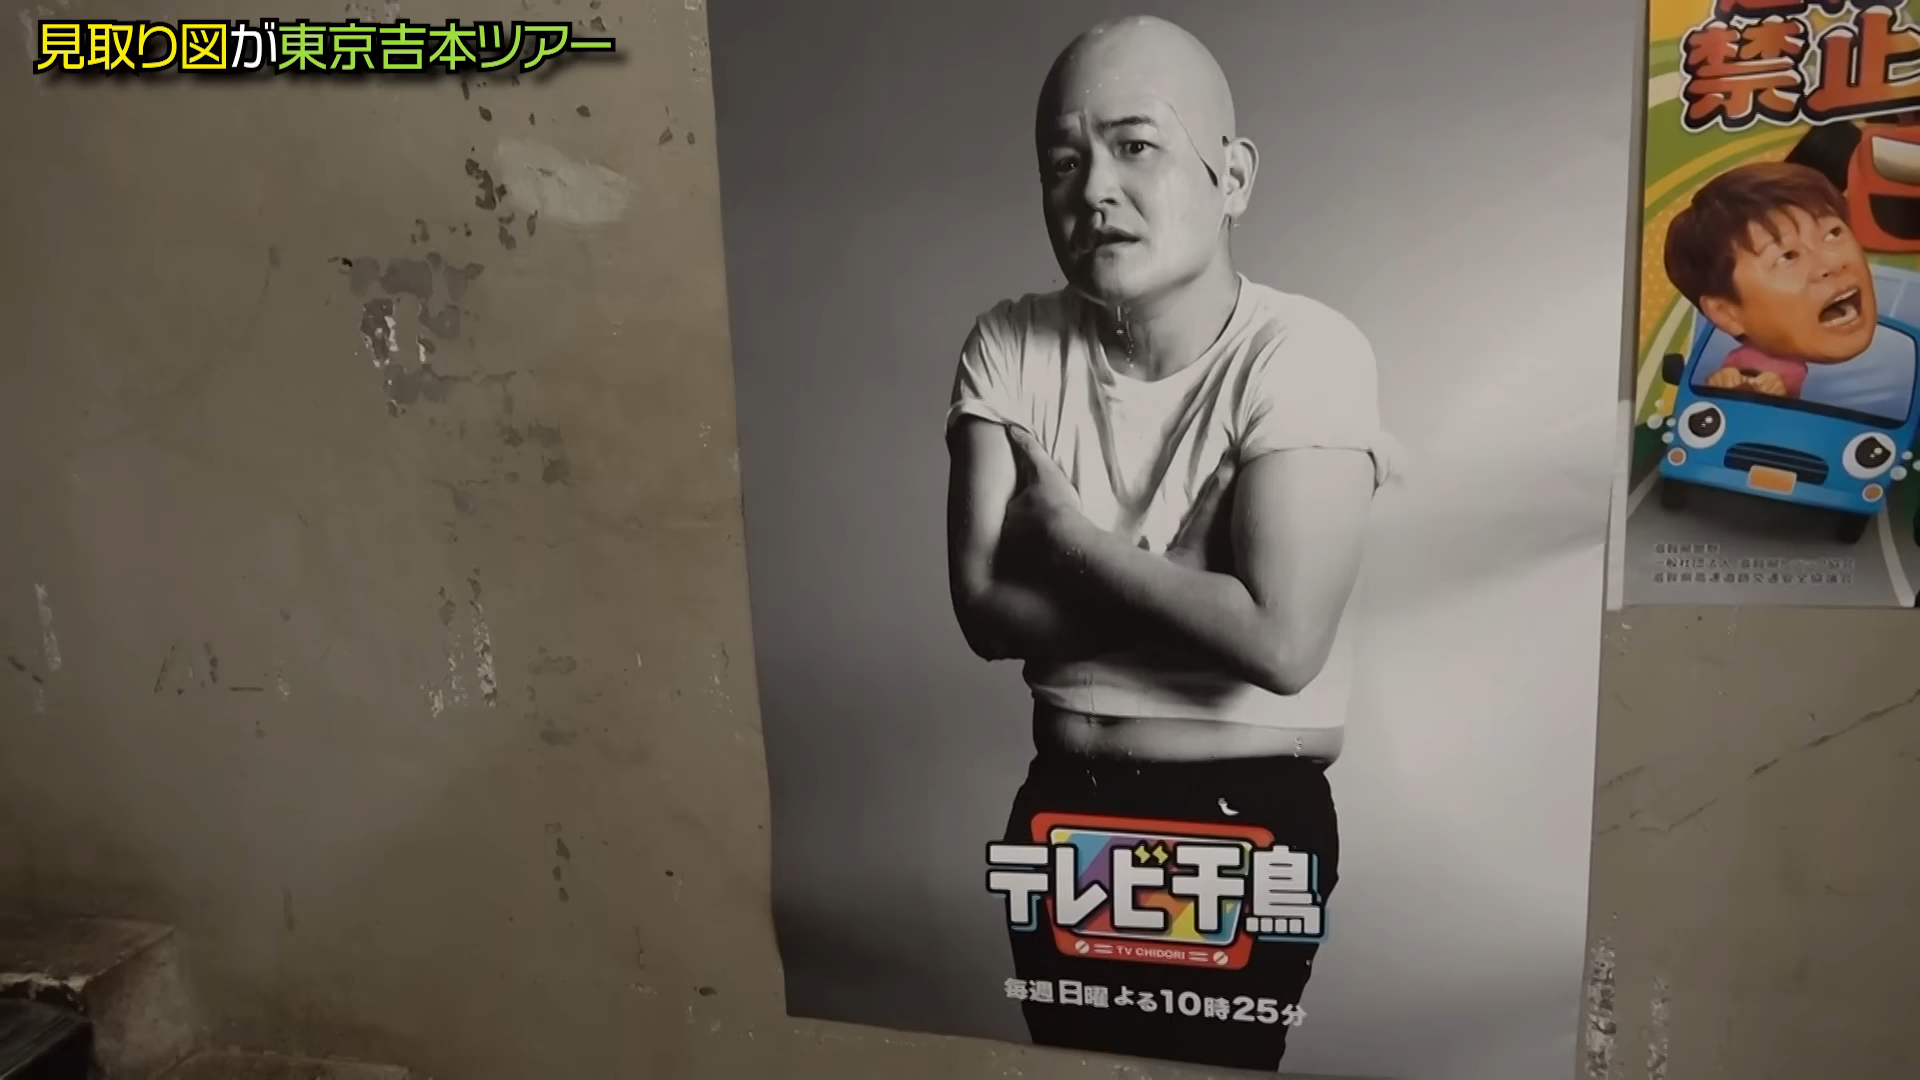 見取り図が東京吉本ツアー
禁止
テレビ千鳥
TV CHIDORI
毎週日曜よる10時25分